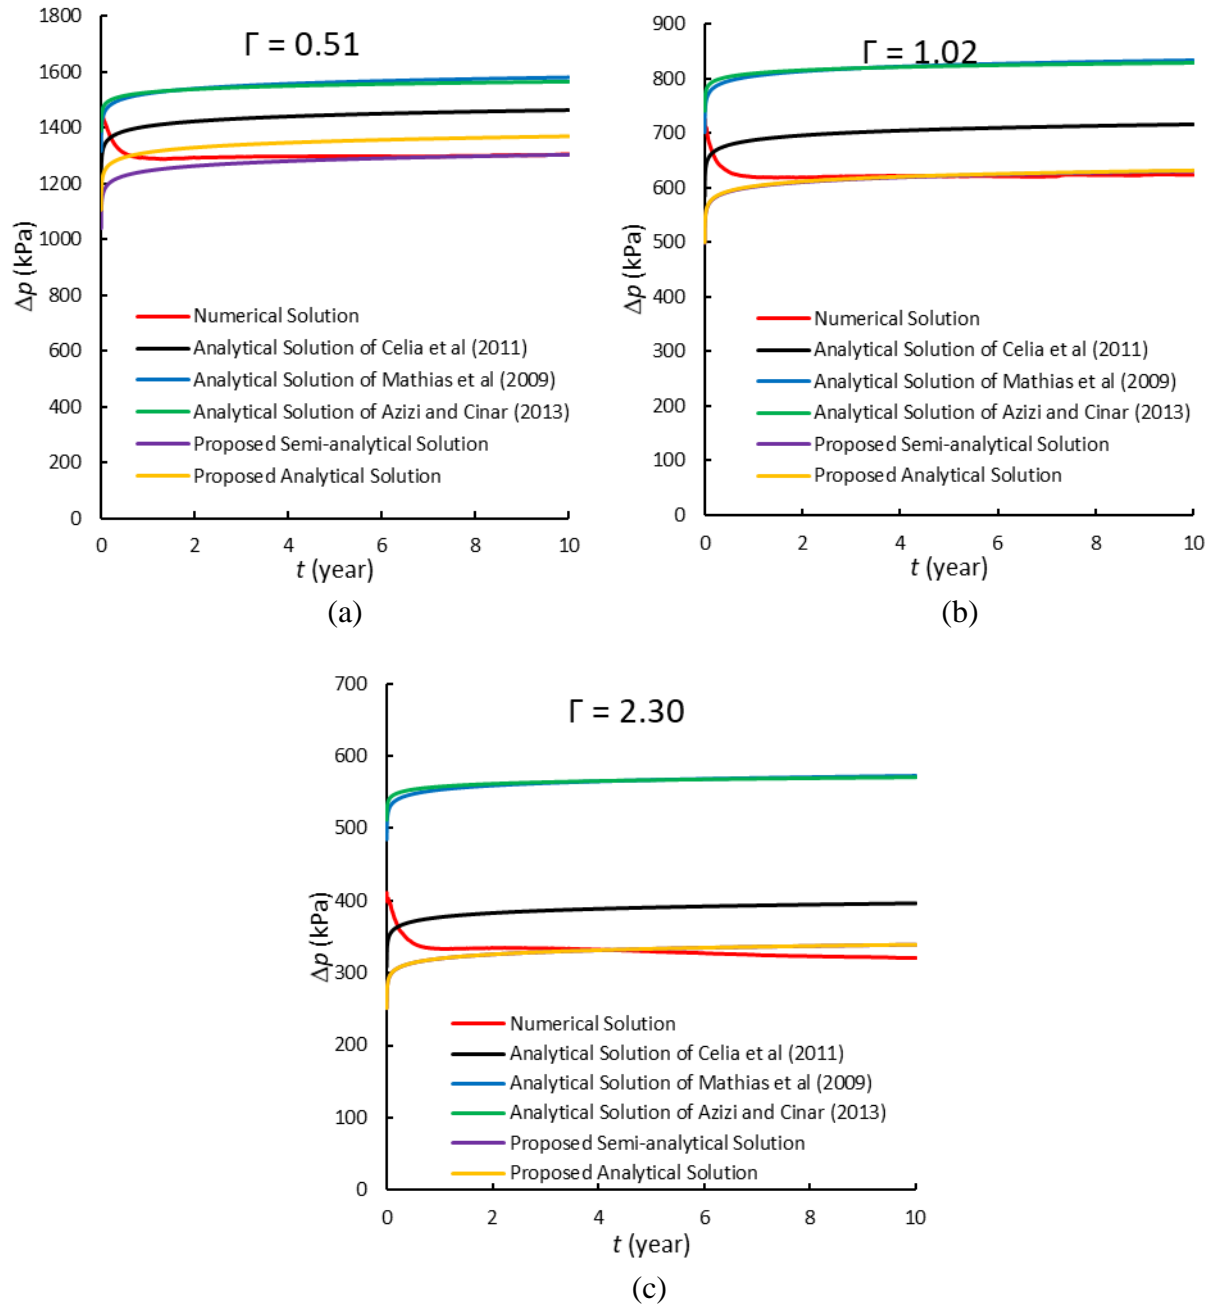 Γ = 0.51
1800
1600
1400
1200
1000
800
600
400
200
0
Δp (kPa)
Numerical Solution
Analytical Solution of Celia et al (2011)
Analytical Solution of Mathias et al (2009)
Analytical Solution of Azizi and Cinar (2013)
Proposed Semi-analytical Solution
Proposed Analytical Solution
0 2 4 6 8 10
t (year)
(a)
Γ = 1.02
900
800
700
600
500
400
300
200
100
0
Δp (kPa)
Numerical Solution
Analytical Solution of Celia et al (2011)
Analytical Solution of Mathias et al (2009)
Analytical Solution of Azizi and Cinar (2013)
Proposed Semi-analytical Solution
Proposed Analytical Solution
0 2 4 6 8 10
t (year)
(b)
Γ = 2.30
700
600
500
400
300
200
100
0
Δp (kPa)
Numerical Solution
Analytical Solution of Celia et al (2011)
Analytical Solution of Mathias et al (2009)
Analytical Solution of Azizi and Cinar (2013)
Proposed Semi-analytical Solution
Proposed Analytical Solution
0 2 4 6 8 10
t (year)
(c)